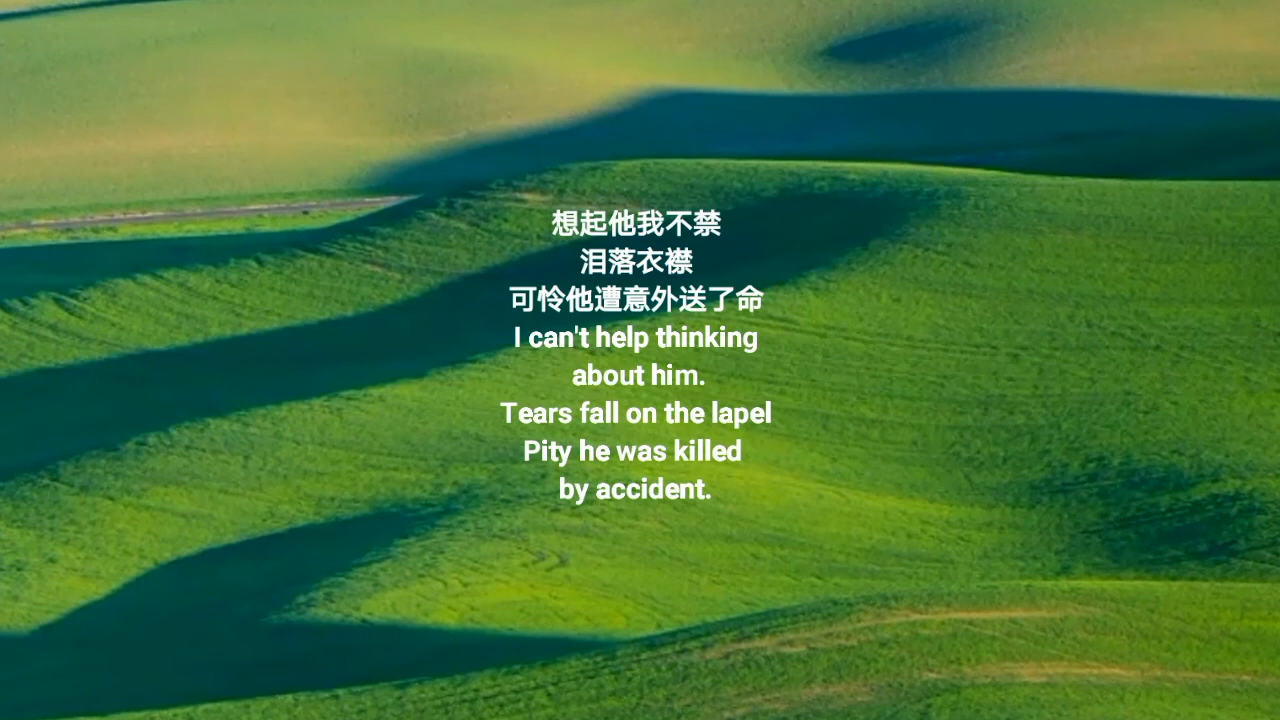 想起他我不禁
泪落衣襟
可怜他遭意外送了命
I can't help thinking
about him.
Tears fall on the lapel
Pity he was killed
by accident.